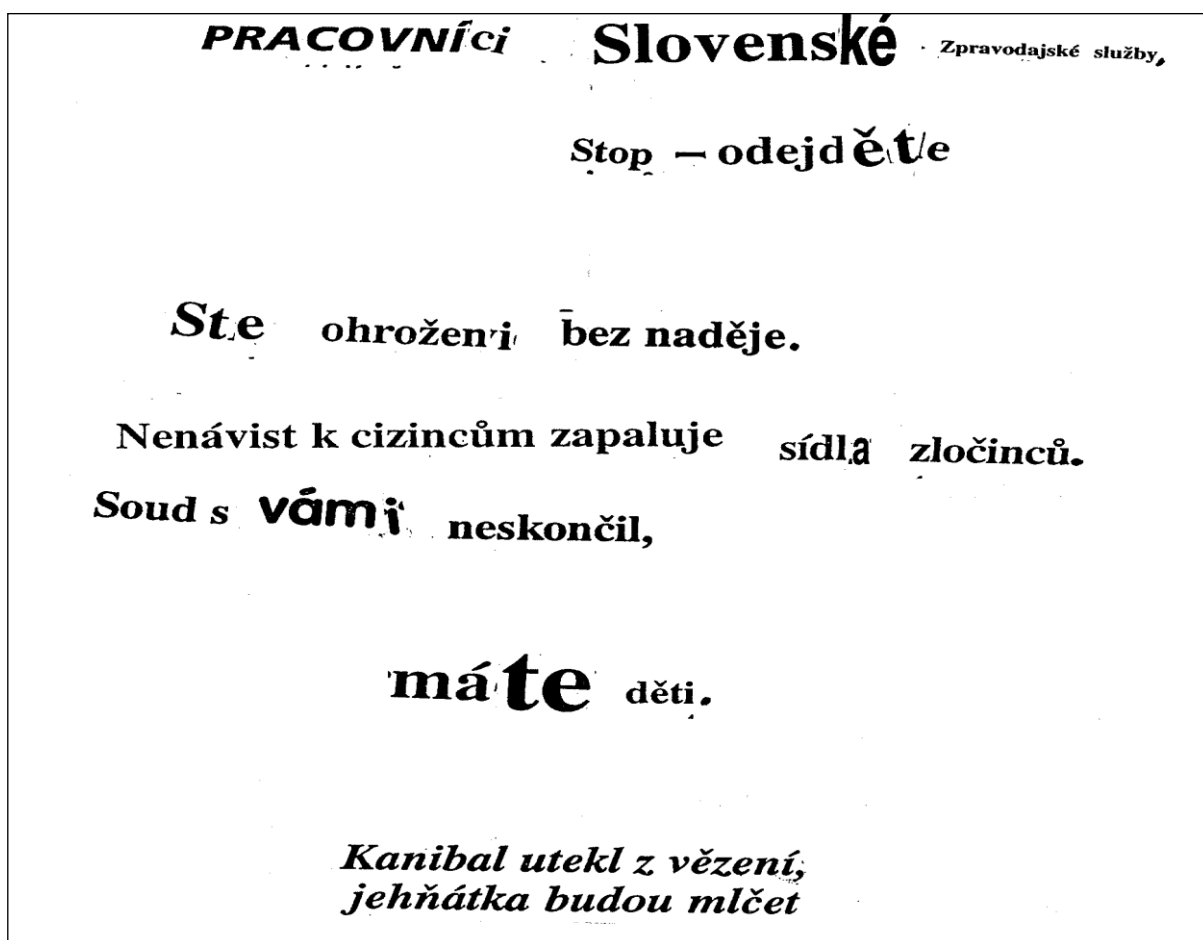 PRACOVNÍci Slovenské Zpravodajské služby,
Stop – odejděte
Ste ohroženi bez naděje.
Nenávist k cizincům zapaluje sídla zločinců.
Soud s vámi neskončil,
máte děti.
Kanibal utekl z vězení,
jehňátka budou mlčet